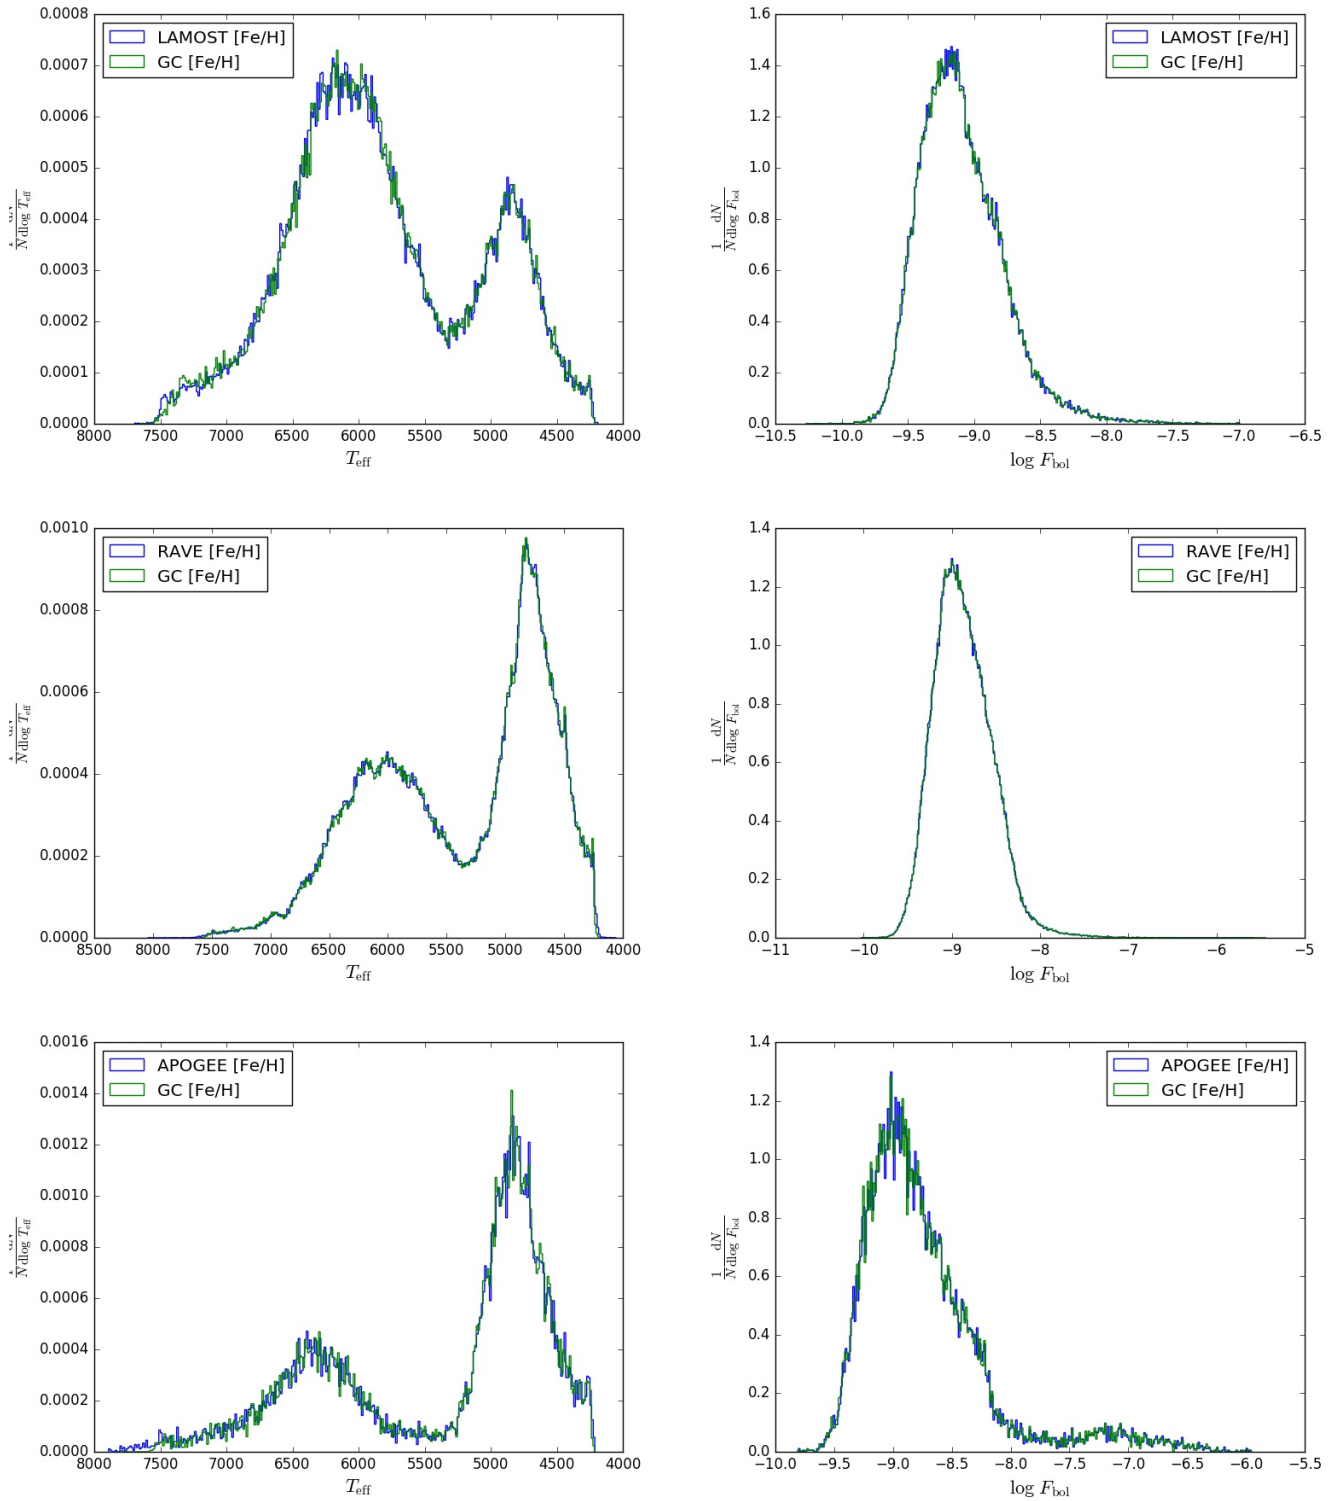 0.0008
0.0007
0.0006
0.0005
0.0004
0.0003
0.0002
0.0001
0.0000
N dlog T_eff
LAMOST [Fe/H]
GC [Fe/H]
8000 7500 7000 6500 6000 5500 5000 4500 4000
T_eff
1.6
1.4
1.2
1.0
0.8
0.6
0.4
0.2
0.0
1 dN
N dlog F_bol
LAMOST [Fe/H]
GC [Fe/H]
−10.5 −10.0 −9.5 −9.0 −8.5 −8.0 −7.5 −7.0 −6.5
log F_bol
0.0010
0.0008
0.0006
0.0004
0.0002
0.0000
N dlog T_eff
RAVE [Fe/H]
GC [Fe/H]
8500 8000 7500 7000 6500 6000 5500 5000 4500 4000
T_eff
1.4
1.2
1.0
0.8
0.6
0.4
0.2
0.0
1 dN
N dlog F_bol
RAVE [Fe/H]
GC [Fe/H]
−11 −10 −9 −8 −7 −6 −5
log F_bol
0.0016
0.0014
0.0012
0.0010
0.0008
0.0006
0.0004
0.0002
0.0000
N dlog T_eff
APOGEE [Fe/H]
GC [Fe/H]
8000 7500 7000 6500 6000 5500 5000 4500 4000
T_eff
1.4
1.2
1.0
0.8
0.6
0.4
0.2
0.0
1 dN
N dlog F_bol
APOGEE [Fe/H]
GC [Fe/H]
−10.0 −9.5 −9.0 −8.5 −8.0 −7.5 −7.0 −6.5 −6.0 −5.5
log F_bol